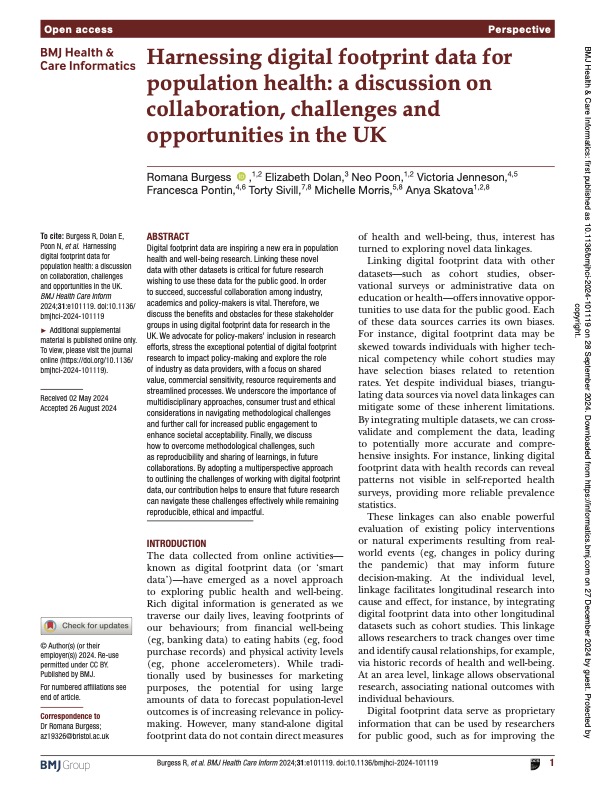 Open access
Perspective
BMJ Health &
Care Informatics
Harnessing digital footprint data for
population health: a discussion on
collaboration, challenges and
opportunities in the UK
Romana Burgess ,1,2 Elizabeth Dolan,3 Neo Poon,1,2 Victoria Jenneson,4,5
Francesca Pontin,4,6 Torty Sivill,7,8 Michelle Morris,5,8 Anya Skatova1,2,8
To cite: Burgess R, Dolan E,
Poon N, et al. Harnessing
digital footprint data for
population health: a discussion
on collaboration, challenges
and opportunities in the UK.
BMJ Health Care Inform
2024;31:e101119. doi:10.1136/
bmjhci-2024-101119
► Additional supplemental
material is published online only.
To view, please visit the journal
online (https://doi.org/10.1136/
bmjhci-2024-101119).
Received 02 May 2024
Accepted 26 August 2024
Check for updates
© Author(s) (or their
employer(s)) 2024. Re-use
permitted under CC BY.
Published by BMJ.
For numbered affiliations see
end of article.
Correspondence to
Dr Romana Burgess;
az19326@bristol.ac.uk
ABSTRACT
Digital footprint data are inspiring a new era in population
health and well-being research. Linking these novel
data with other datasets is critical for future research
wishing to use these data for the public good. In order
to succeed, successful collaboration among industry,
academics and policy-makers is vital. Therefore, we
discuss the benefits and obstacles for these stakeholder
groups in using digital footprint data for research in the
UK. We advocate for policy-makers' inclusion in research
efforts, stress the exceptional potential of digital footprint
research to impact policy-making and explore the role
of industry as data providers, with a focus on shared
value, commercial sensitivity, resource requirements and
streamlined processes. We underscore the importance of
multidisciplinary approaches, consumer trust and ethical
considerations in navigating methodological challenges
and further call for increased public engagement to
enhance societal acceptability. Finally, we discuss
how to overcome methodological challenges, such
as reproducibility and sharing of learnings, in future
collaborations. By adopting a multiperspective approach
to outlining the challenges of working with digital footprint
data, our contribution helps to ensure that future research
can navigate these challenges effectively while remaining
reproducible, ethical and impactful.
INTRODUCTION
The data collected from online activities—
known as digital footprint data (or 'smart
data')—have emerged as a novel approach
to exploring public health and well-being.
Rich digital information is generated as we
traverse our daily lives, leaving footprints of
our behaviours; from financial well-being
(eg, banking data) to eating habits (eg, food
purchase records) and physical activity levels
(eg, phone accelerometers). While tradi-
tionally used by businesses for marketing
purposes, the potential for using large
amounts of data to forecast population-level
outcomes is of increasing relevance in policy-
making. However, many stand-alone digital
footprint data do not contain direct measures
of health and well-being, thus, interest has
turned to exploring novel data linkages.
Linking digital footprint data with other
datasets—such as cohort studies, obser-
vational surveys or administrative data on
education or health—offers innovative oppor-
tunities to use data for the public good. Each
of these data sources carries its own biases.
For instance, digital footprint data may be
skewed towards individuals with higher tech-
nical competency while cohort studies may
have selection biases related to retention
rates. Yet despite individual biases, triangu-
lating data sources via novel data linkages can
mitigate some of these inherent limitations.
By integrating multiple datasets, we can cross-
validate and complement the data, leading
to potentially more accurate and compre-
hensive insights. For instance, linking digital
footprint data with health records can reveal
patterns not visible in self-reported health
surveys, providing more reliable prevalence
statistics.
These linkages can also enable powerful
evaluation of existing policy interventions
or natural experiments resulting from real-
world events (eg, changes in policy during
the pandemic) that may inform future
decision-making. At the individual level,
linkage facilitates longitudinal research into
cause and effect, for instance, by integrating
digital footprint data into other longitudinal
datasets such as cohort studies. This linkage
allows researchers to track changes over time
and identify causal relationships, for example,
via historic records of health and well-being.
At an area level, linkage allows observational
research, associating national outcomes with
individual behaviours.
Digital footprint data serve as proprietary
information that can be used by researchers
for public good, such as for improving the
BMJ Group
Burgess R, et al. BMJ Health Care Inform 2024;31:e101119. doi:10.1136/bmjhci-2024-101119
1
BMJ Health & Care Informatics: first published as 10.1136/bmjhci-2024-101119 on 28 September 2024. Downloaded from https://informatics.bmj.com on 27 December 2024 by guest. Protected by
copyright.